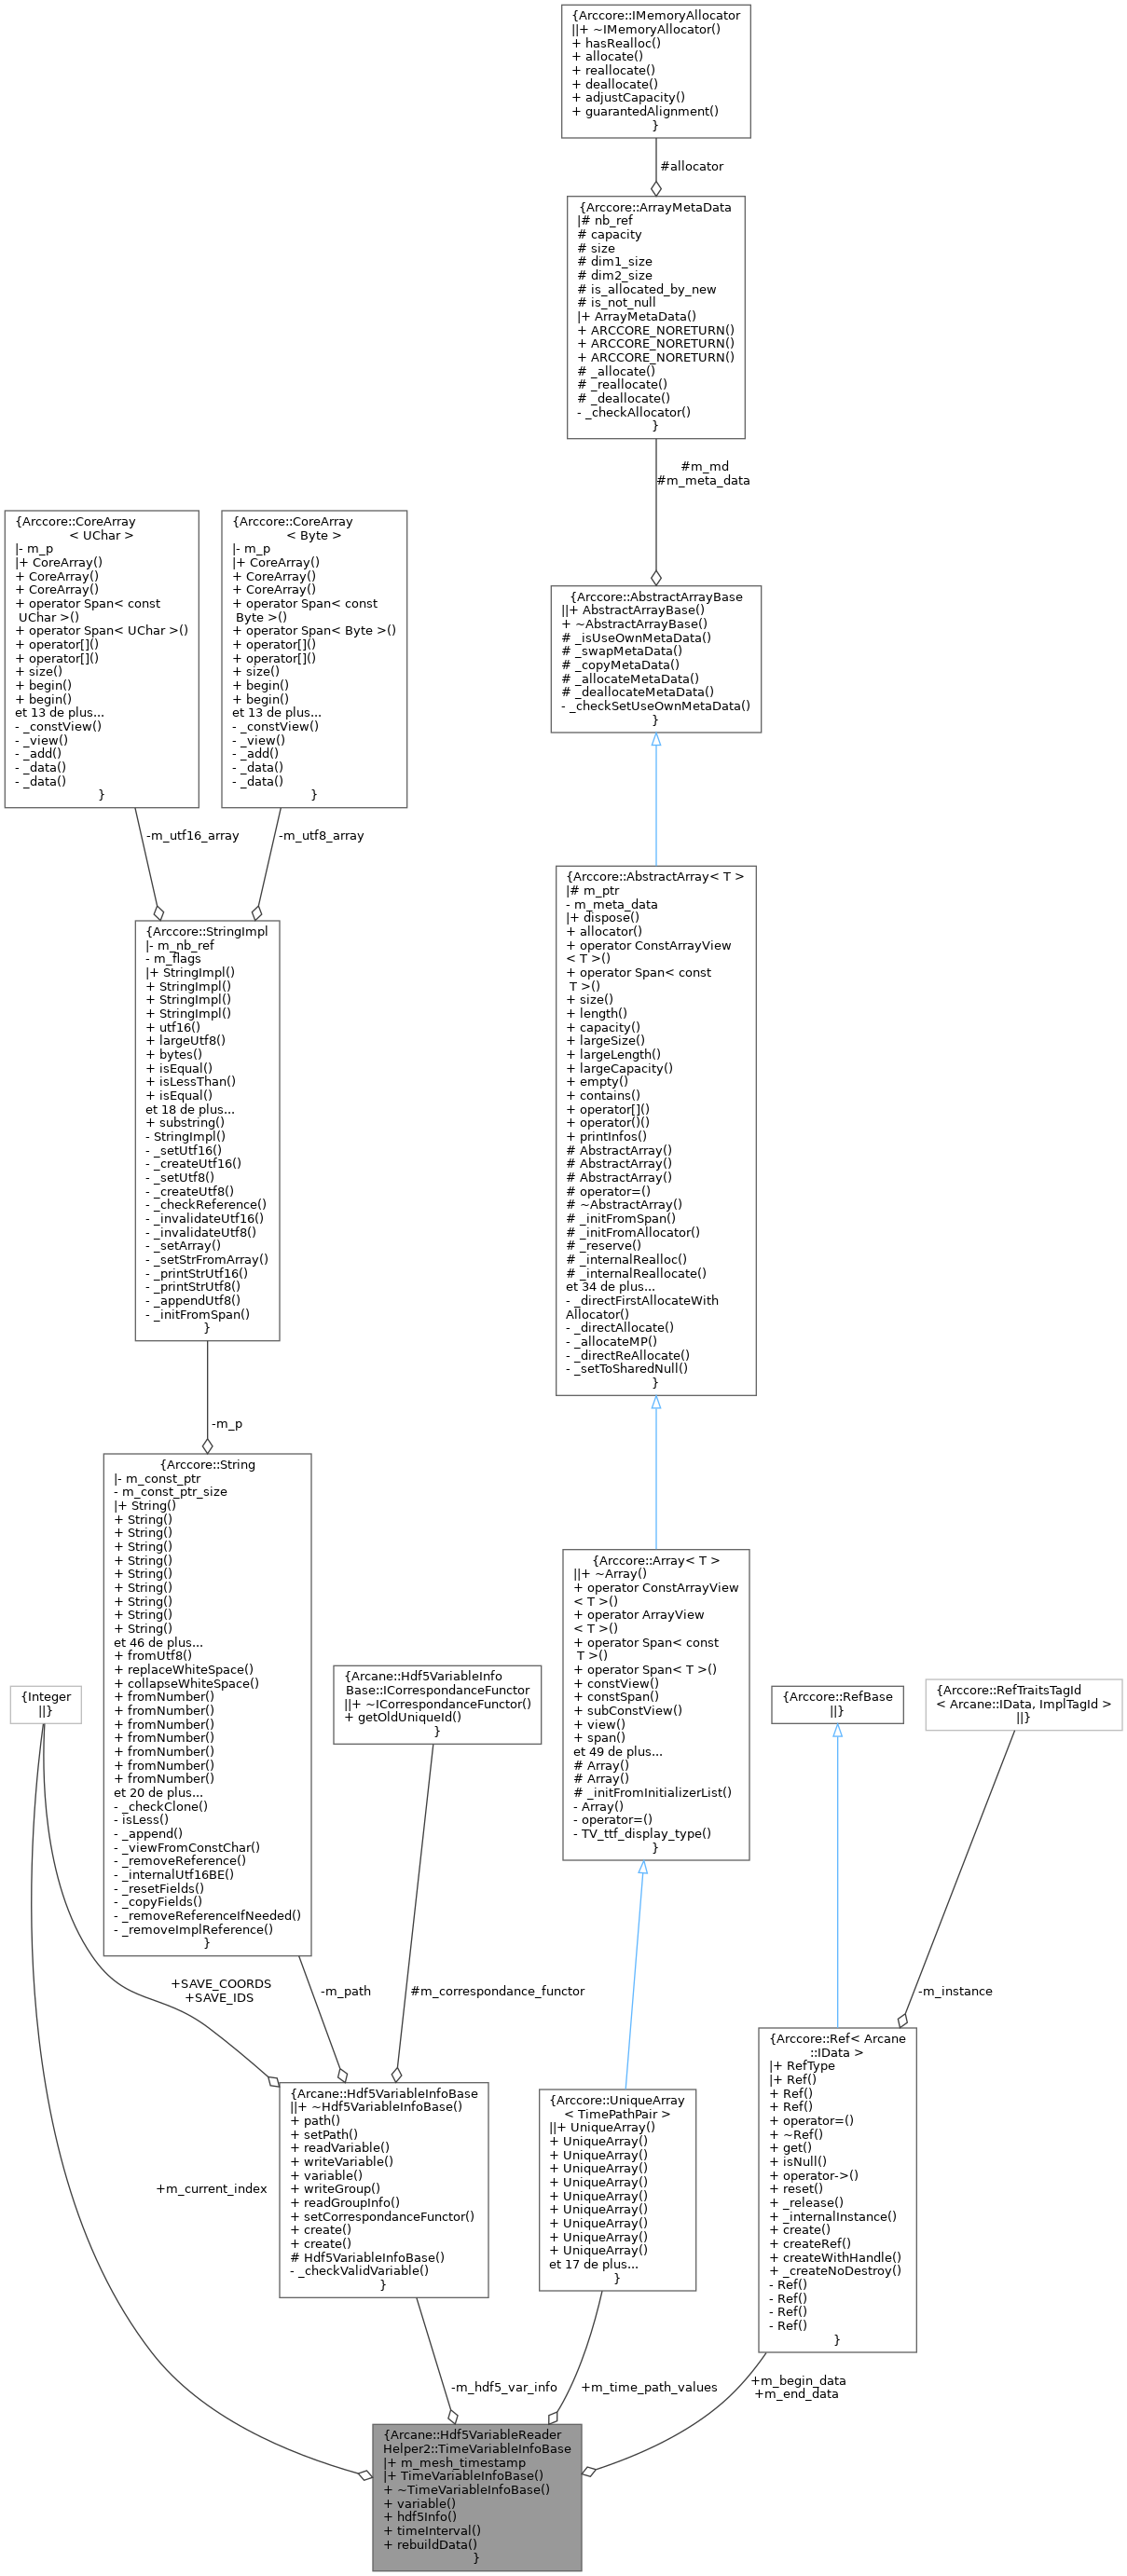 {Arccore::IMemoryAllocator
||+ ~IMemoryAllocator()
+ hasRealloc()
+ allocate()
+ reallocate()
+ deallocate()
+ adjustCapacity()
+ guarantedAlignment()
}
#allocator
{Arccore::ArrayMetaData
|# nb_ref
# capacity
# size
# dim1_size
# dim2_size
# is_allocated_by_new
# is_not_null
|+ ArrayMetaData()
+ ARCCORE_NORETURN()
+ ARCCORE_NORETURN()
+ ARCCORE_NORETURN()
# _allocate()
# _reallocate()
# _deallocate()
- _checkAllocator()
}
#m_md
#m_meta_data
{Arccore::CoreArray
< UChar >
|- m_p
|+ CoreArray()
+ CoreArray()
+ CoreArray()
+ operator Span< const
UChar >()
+ operator Span< UChar >()
+ operator[]()
+ operator[]()
+ size()
+ begin()
+ begin()
et 13 de plus...
- _constView()
- _view()
- _add()
- _data()
- _data()
}
{Arccore::CoreArray
< Byte >
|- m_p
|+ CoreArray()
+ CoreArray()
+ CoreArray()
+ operator Span< const
Byte >()
+ operator Span< Byte >()
+ operator[]()
+ operator[]()
+ size()
+ begin()
+ begin()
et 13 de plus...
- _constView()
- _view()
- _add()
- _data()
- _data()
}
{Arccore::AbstractArrayBase
||+ AbstractArrayBase()
+ ~AbstractArrayBase()
# _isUseOwnMetaData()
# _swapMetaData()
# _copyMetaData()
# _allocateMetaData()
# _deallocateMetaData()
- _checkSetUseOwnMetaData()
}
-m_utf16_array
-m_utf8_array
{Arccore::StringImpl
|- m_nb_ref
- m_flags
|+ StringImpl()
+ StringImpl()
+ StringImpl()
+ StringImpl()
+ utf16()
+ largeUtf8()
+ bytes()
+ isEqual()
+ isLessThan()
+ isEqual()
et 18 de plus...
+ substring()
- StringImpl()
- _setUtf16()
- _createUtf16()
- _setUtf8()
- _createUtf8()
- _checkReference()
- _invalidateUtf16()
- _invalidateUtf8()
- _setArray()
- _setStrFromArray()
- _printStrUtf16()
- _printStrUtf8()
- _appendUtf8()
- _initFromSpan()
}
{Arccore::AbstractArray< T >
|# m_ptr
- m_meta_data
|+ dispose()
+ allocator()
+ operator ConstArrayView
< T >()
+ operator Span< const
T >()
+ size()
+ length()
+ capacity()
+ largeSize()
+ largeLength()
+ largeCapacity()
+ empty()
+ contains()
+ operator[]()
+ operator()()
+ printInfos()
# AbstractArray()
# AbstractArray()
# AbstractArray()
# operator=()
# ~AbstractArray()
# _initFromSpan()
# _initFromAllocator()
# _reserve()
# _internalRealloc()
# _internalReallocate()
et 34 de plus...
- _directFirstAllocateWith
Allocator()
- _directAllocate()
- _allocateMP()
- _directReAllocate()
- _setToSharedNull()
}
-m_p
{Arccore::String
|- m_const_ptr
- m_const_ptr_size
|+ String()
+ String()
+ String()
+ String()
+ String()
+ String()
+ String()
+ String()
+ String()
+ String()
et 46 de plus...
+ fromUtf8()
+ replaceWhiteSpace()
+ collapseWhiteSpace()
+ fromNumber()
+ fromNumber()
+ fromNumber()
+ fromNumber()
+ fromNumber()
+ fromNumber()
+ fromNumber()
et 20 de plus...
- _checkClone()
- isLess()
- _append()
- _viewFromConstChar()
- _removeReference()
- _internalUtf16BE()
- _resetFields()
- _copyFields()
- _removeReferenceIfNeeded()
- _removeImplReference()
}
{Arccore::Array< T >
||+ ~Array()
+ operator ConstArrayView
< T >()
+ operator ArrayView
< T >()
+ operator Span< const
T >()
+ operator Span< T >()
+ constView()
+ constSpan()
+ subConstView()
+ view()
+ span()
et 49 de plus...
# Array()
# Array()
# _initFromInitializerList()
- Array()
- operator=()
- TV_ttf_display_type()
}
{Integer
||}
{Arcane::Hdf5VariableInfo
Base::ICorrespondanceFunctor
||+ ~ICorrespondanceFunctor()
+ getOldUniqueId()
}
{Arccore::RefBase
||}
{Arccore::RefTraitsTagId
< Arcane::IData, ImplTagId >
||}
+SAVE_COORDS
+SAVE_IDS
-m_path
#m_correspondance_functor
-m_instance
{Arcane::Hdf5VariableInfoBase
||+ ~Hdf5VariableInfoBase()
+ path()
+ setPath()
+ readVariable()
+ writeVariable()
+ variable()
+ writeGroup()
+ readGroupInfo()
+ setCorrespondanceFunctor()
+ create()
+ create()
# Hdf5VariableInfoBase()
- _checkValidVariable()
}
{Arccore::UniqueArray
< TimePathPair >
||+ UniqueArray()
+ UniqueArray()
+ UniqueArray()
+ UniqueArray()
+ UniqueArray()
+ UniqueArray()
+ UniqueArray()
+ UniqueArray()
+ UniqueArray()
+ UniqueArray()
et 17 de plus...
}
{Arccore::Ref< Arcane
::IData >
|+ RefType
|+ Ref()
+ Ref()
+ Ref()
+ operator=()
+ ~Ref()
+ get()
+ isNull()
+ operator->()
+ reset()
+ _release()
+ _internalInstance()
+ create()
+ createRef()
+ createWithHandle()
+ _createNoDestroy()
- Ref()
- Ref()
- Ref()
- Ref()
}
+m_current_index
-m_hdf5_var_info
+m_time_path_values
+m_begin_data
+m_end_data
{Arcane::Hdf5VariableReader
Helper2::TimeVariableInfoBase
|+ m_mesh_timestamp
|+ TimeVariableInfoBase()
+ ~TimeVariableInfoBase()
+ variable()
+ hdf5Info()
+ timeInterval()
+ rebuildData()
}